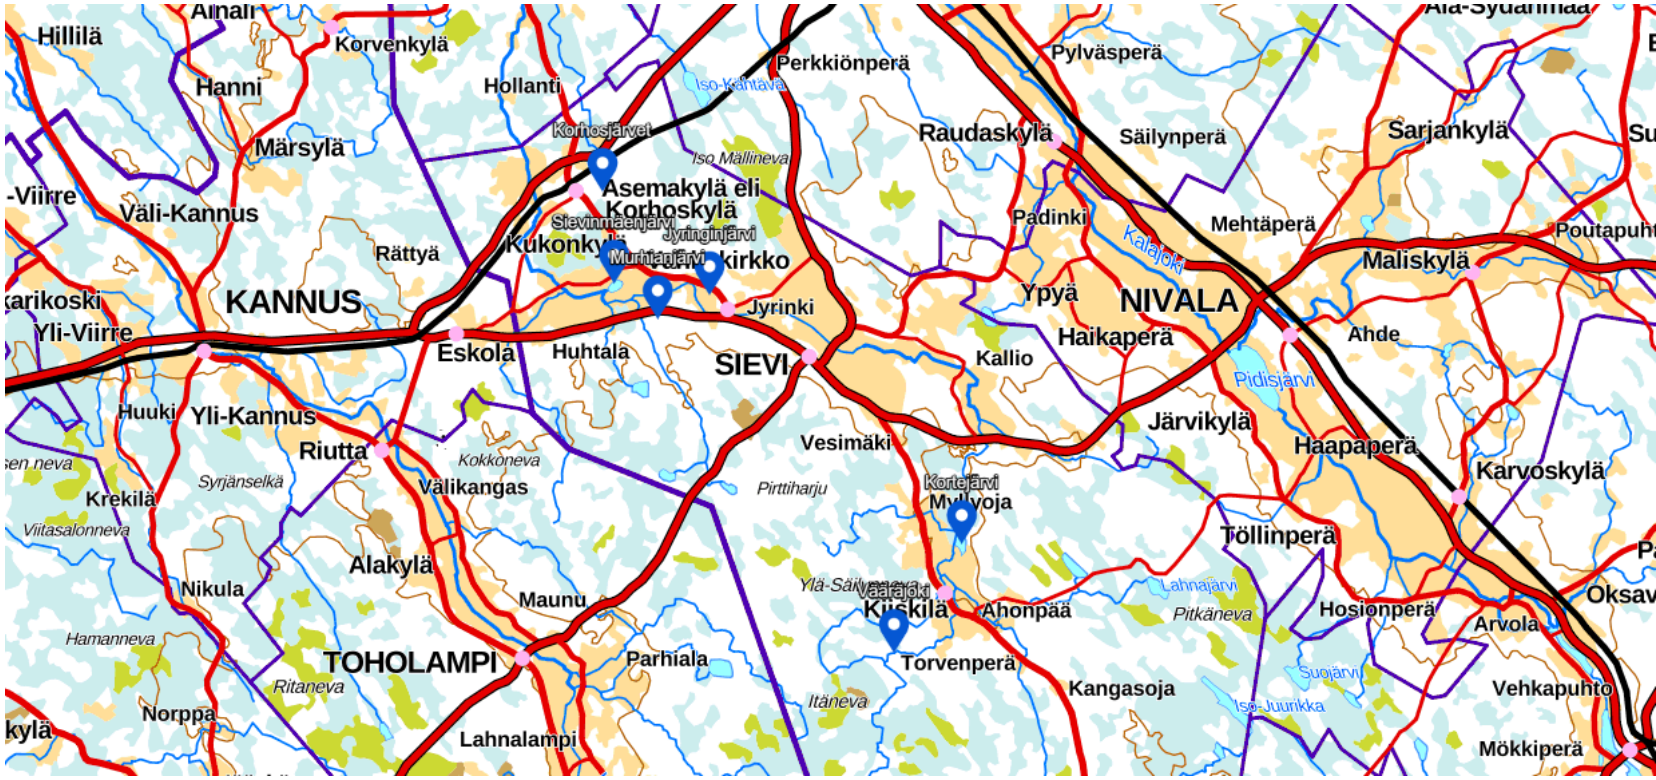 Ainali
Ala-Sydänmaa
Hillilä
Korvenkylä
Pylväsperä
Perkkiönperä
Hanni
Hollanti
Iso-Kähtävä
Korhosjärvet
Raudaskylä
Säilynperä
Sarjankylä
Märsylä
Iso Mällineva
-Viirre
Asemakylä eli
Korhoskylä
Väli-Kannus
Sievinmäenjärvi
Jyringinjärvi
Padinki
Mehtäperä
Poutapuht
Kukonkylä
Rättyä
Kalajoki
Murhianjärvi
kirkko
Maliskylä
karikoski
KANNUS
Ypyä
NIVALA
Jyrinki
Yli-Viirre
Haikaperä
Ahde
Eskola
Huhtala
SIEVI
Kallio
Pidisjärvi
Huuki
Yli-Kannus
Järvikylä
Riutta
Vesimäki
Haapaperä
sen neva
Kokkoneva
Karvoskylä
Syrjänselkä
Välikangas
Pirttiharju
Kortejärvi
Krekilä
Myllyoja
Viitasalonneva
Töllinperä
Alakylä
Nikula
Ylä-Säilynneva
Vääräjoki
Lahnajärvi
Maunu
Kiiskilä
Ahonpää
Pitkäneva
Hosionperä
Oksav
Arvola
Hamanneva
TOHOLAMPI
Parhiala
Torvenperä
Suojärvi
Ritaneva
Kangasoja
Vehkapuhto
Itäneva
Iso-Juurikka
Norppa
kylä
Lahnalampi
Mökkiperä